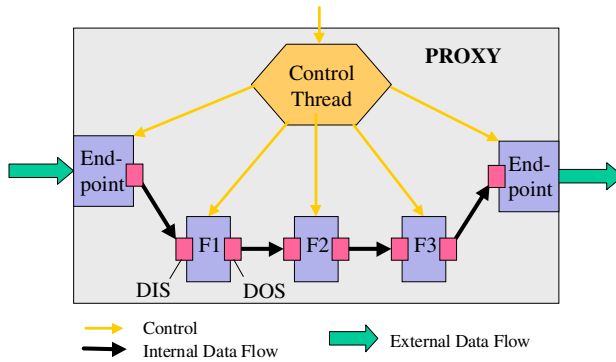 PROXY
Control
Thread
End-
point
End-
point
F1
F2
F3
DIS
DOS
Control
Internal Data Flow
External Data Flow